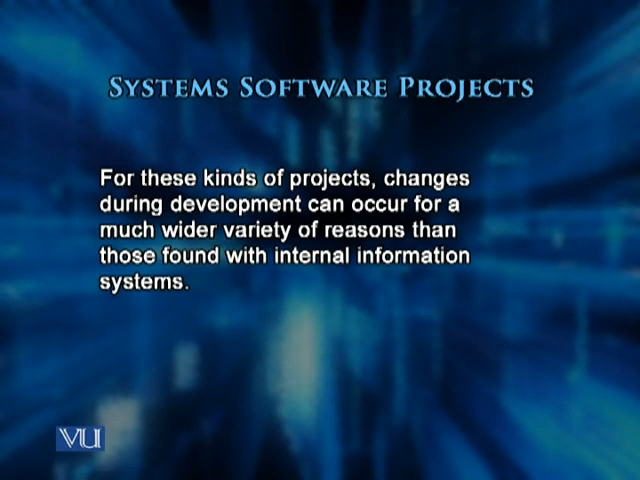 SYSTEMS SOFTWARE PROJECTS
For these kinds of projects, changes
during development can occur for a
much wider variety of reasons than
those found with internal information
systems.
VU